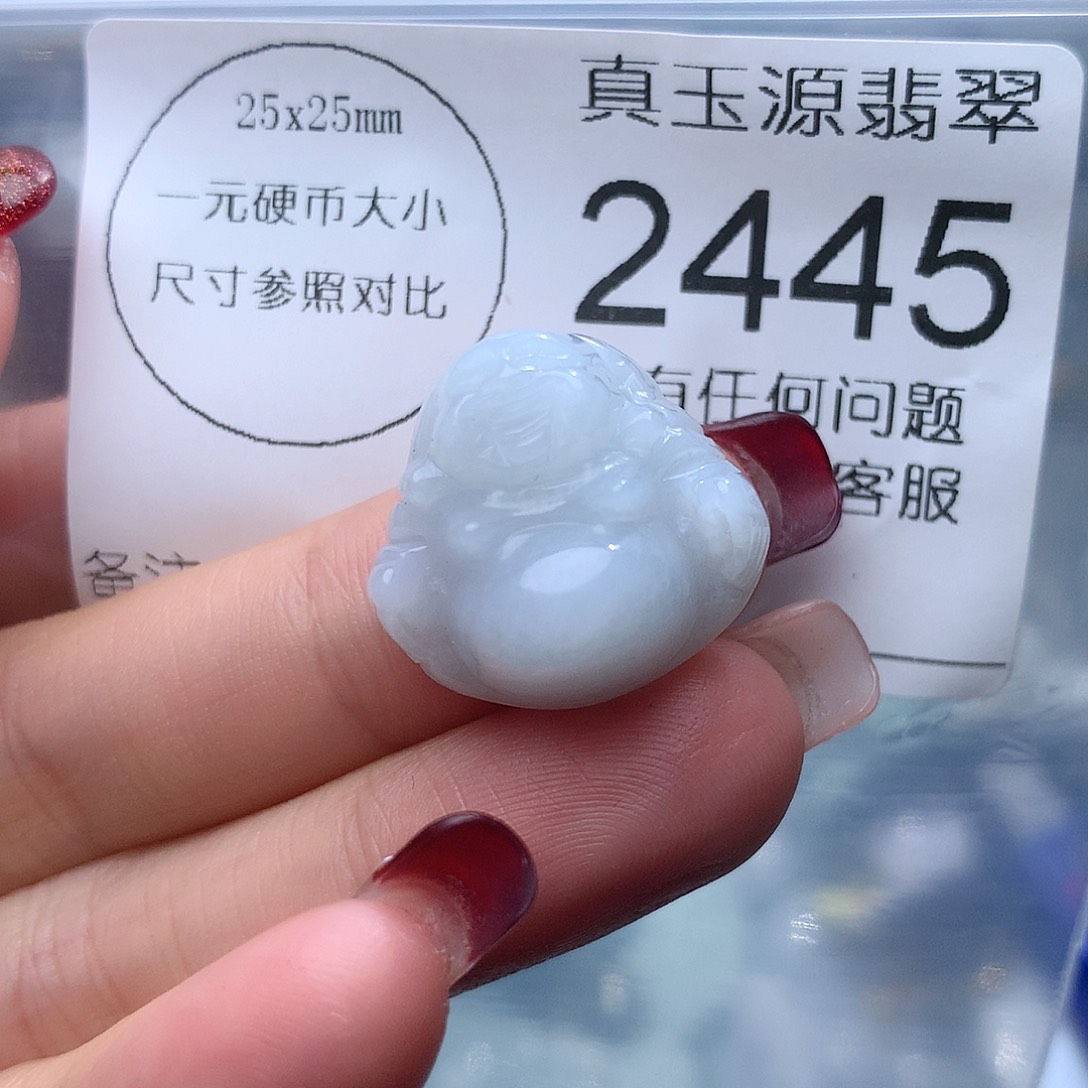 25x25mm
一元硬币大小
尺寸参照对比
真玉源翡翠
2445
有任何问题
客服
备注